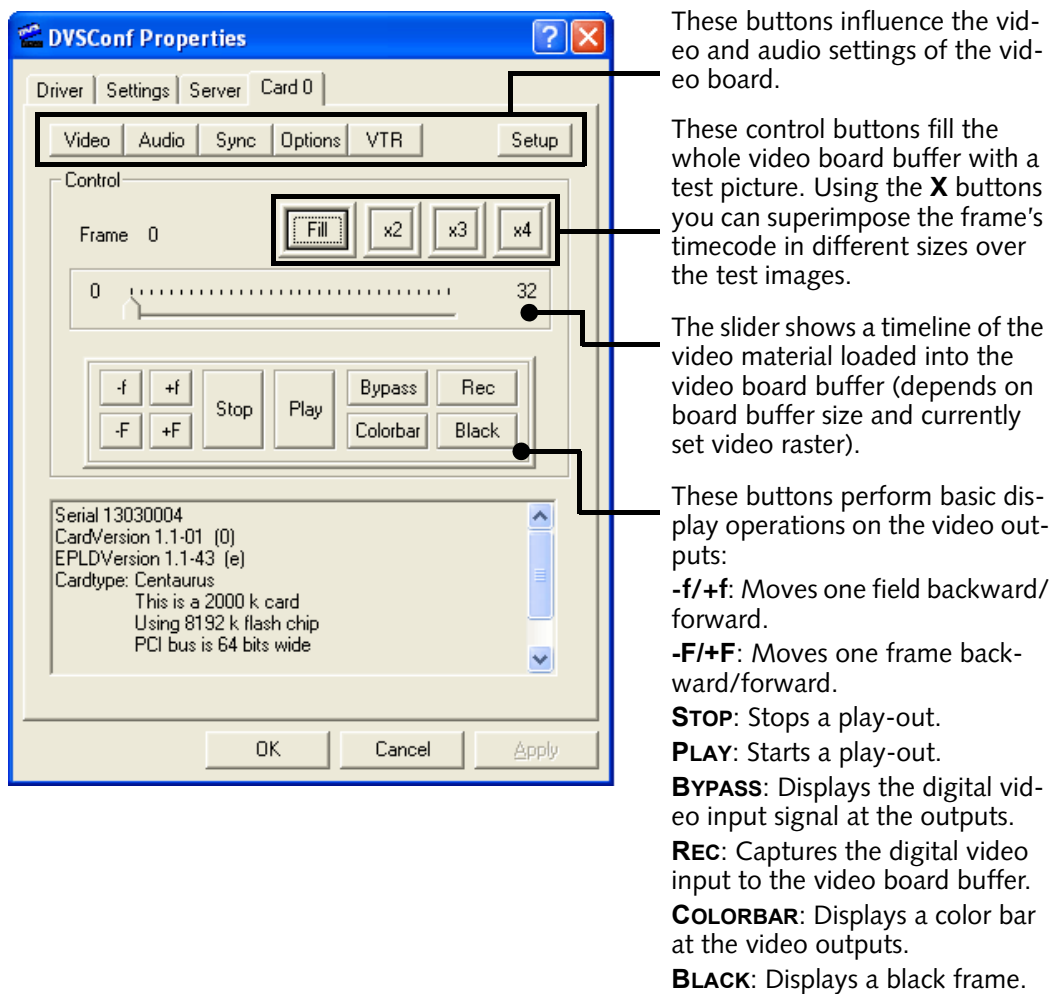 DVSConf Properties
Driver Settings Server Card 0
Video Audio Sync Options VTR Setup
Control
Frame 0 Fill x2 x3 x4
0 32
-f +f Stop Play Bypass Rec
-F +F Colorbar Black
Serial 13030004
CardVersion 1.1-01 (0)
EPLDVersion 1.1-43 (e)
Cardtype: Centaurus
This is a 2000 k card
Using 8192 k flash chip
PCI bus is 64 bits wide
OK Cancel Apply
These buttons influence the vid-
eo and audio settings of the vid-
eo board.
These control buttons fill the
whole video board buffer with a
test picture. Using the X buttons
you can superimpose the frame's
timecode in different sizes over
the test images.
The slider shows a timeline of the
video material loaded into the
video board buffer (depends on
board buffer size and currently
set video raster).
These buttons perform basic dis-
play operations on the video out-
puts:
-f/+f: Moves one field backward/
forward.
-F/+F: Moves one frame back-
ward/forward.
STOP: Stops a play-out.
PLAY: Starts a play-out.
BYPASS: Displays the digital vid-
eo input signal at the outputs.
REC: Captures the digital video
input to the video board buffer.
COLORBAR: Displays a color bar
at the video outputs.
BLACK: Displays a black frame.